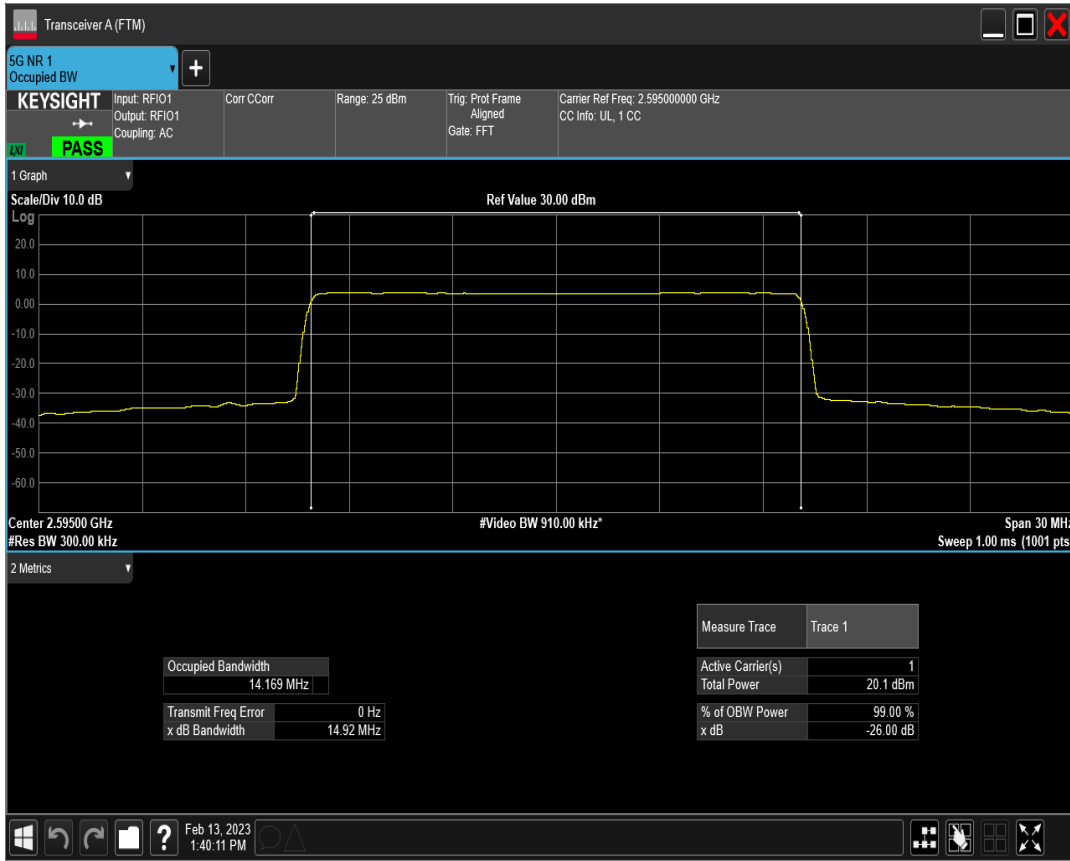 Transceiver A (FTM)
5G NR 1
Occupied BW
+
KEYSIGHT
LXI
PASS
Input: RFIO1
Output: RFIO1
Coupling: AC
Corr CCorr
Range: 25 dBm
Trig: Prot Frame
Aligned
Gate: FFT
Carrier Ref Freq: 2.595000000 GHz
CC Info: UL, 1 CC
1 Graph
Scale/Div 10.0 dB
Ref Value 30.00 dBm
Log
20.0
10.0
0.00
-10.0
-20.0
-30.0
-40.0
-50.0
-60.0
Center 2.59500 GHz
#Video BW 910.00 kHz*
Span 30 MHz
#Res BW 300.00 kHz
Sweep 1.00 ms (1001 pts
2 Metrics
Measure Trace Trace 1
Occupied Bandwidth
14.169 MHz
Active Carrier(s) 1
Total Power 20.1 dBm
Transmit Freq Error 0 Hz
x dB Bandwidth 14.92 MHz
% of OBW Power 99.00 %
x dB -26.00 dB
?
Feb 13, 2023
1:40:11 PM